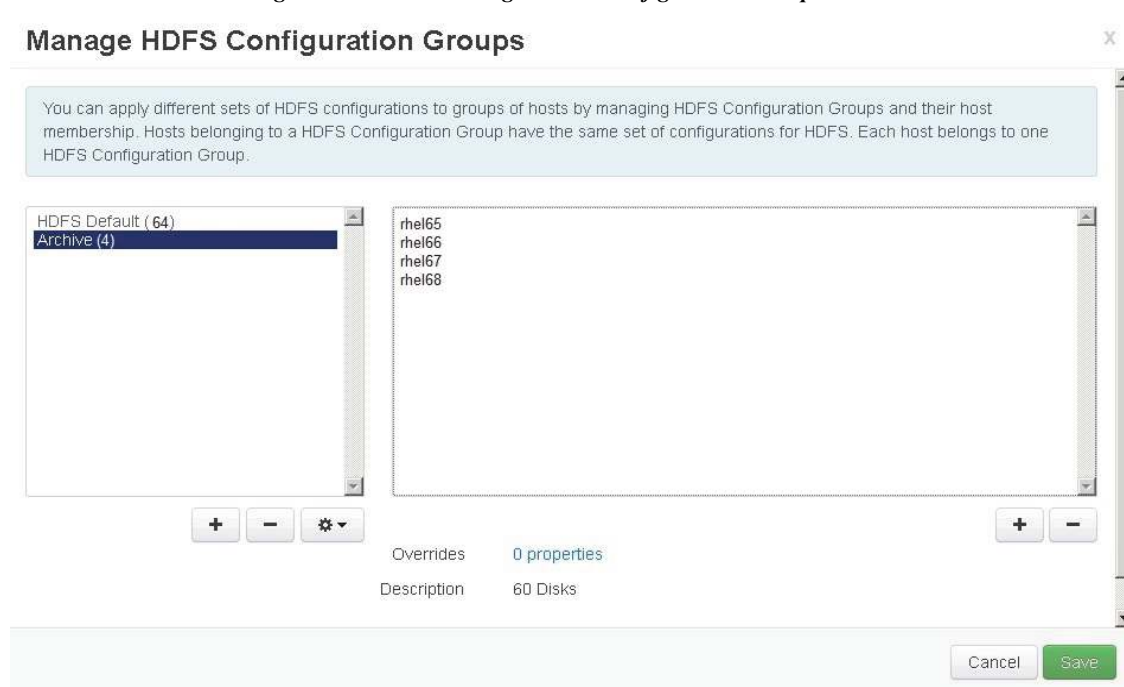 Manage HDFS Configuration Groups
x
You can apply different sets of HDFS configurations to groups of hosts by managing HDFS Configuration Groups and their host
membership. Hosts belonging to a HDFS Configuration Group have the same set of configurations for HDFS. Each host belongs to one
HDFS Configuration Group.
HDFS Default (64)
Archive (4)
rhel65
rhel66
rhel67
rhel68
Overrides 0 properties
Description 60 Disks
Cancel Save